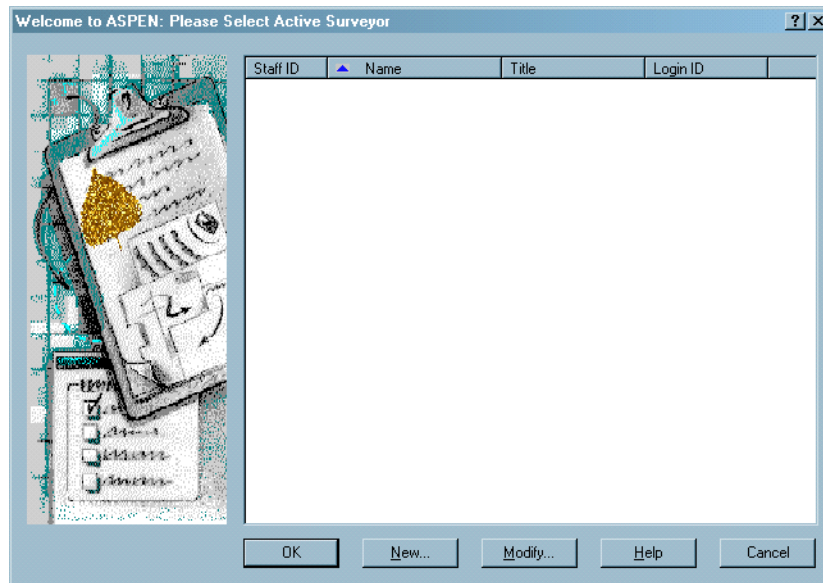 Welcome to ASPEN: Please Select Active Surveyor
Staff ID Name Title Login ID
OK New... Modify... Help Cancel